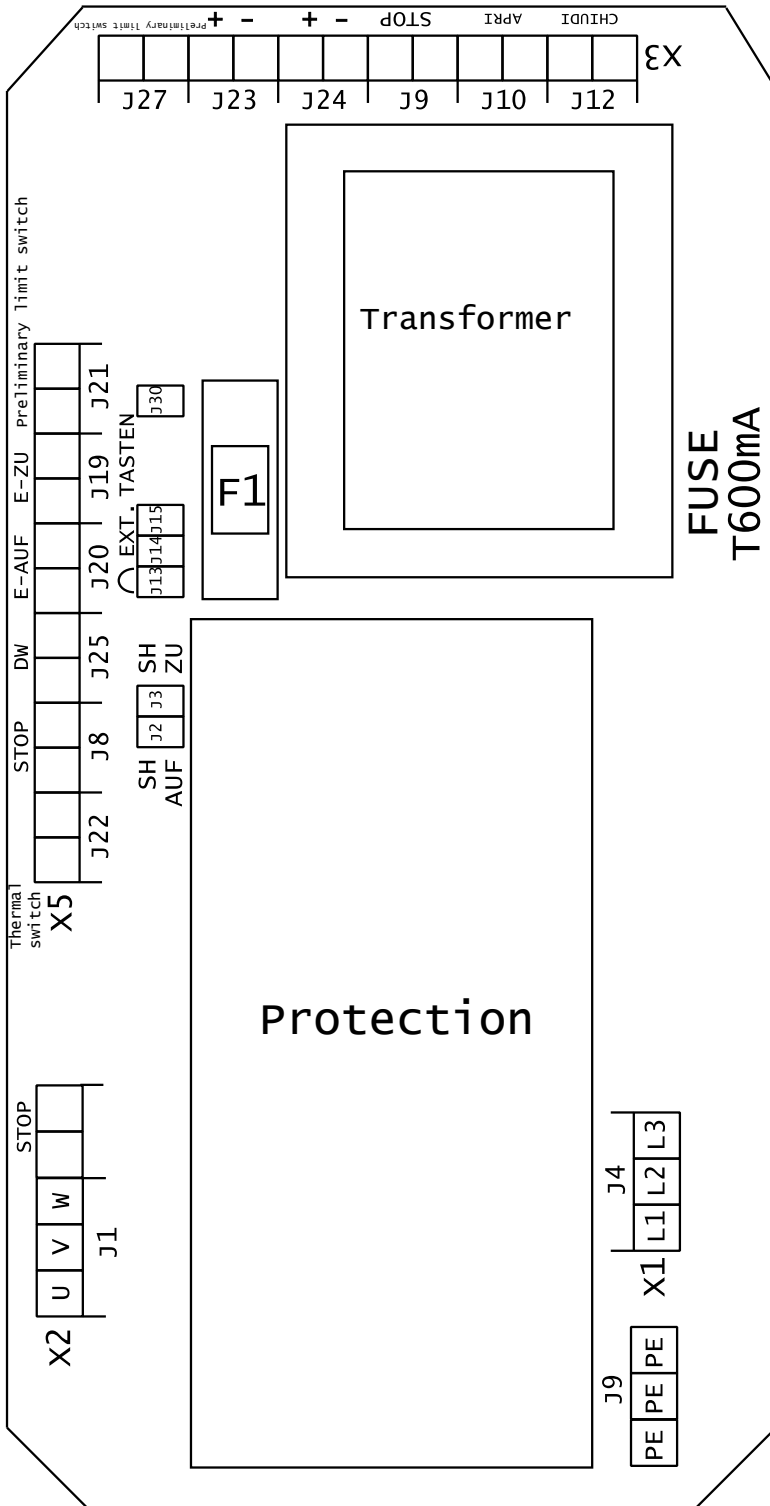 Preliminary limit switch
+ -
+ -
STOP
APRI
CHIUDI
X3
J27
J23
J24
J9
J10
J12
Transformer
FUSE
T600mA
F1
Preliminary limit switch
E-ZU
E-AUF
DW
STOP
Thermal
switch
J21
J19
J20
J25
J8
J22
X5
J30
EXT. TASTEN
J15
J14
J13
SH
ZU
J3
J2
SH
AUF
Protection
STOP
W
V
U
J1
X2
J4
L3
L2
L1
X1
J9
PE
PE
PE